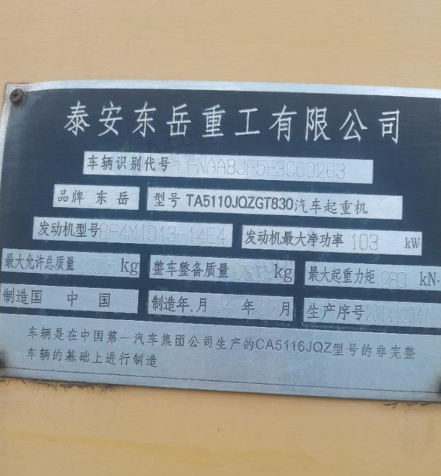 泰安东岳重工有限公司
车辆识别代号
品牌 东岳 型号 TA5110JQZGT830汽车起重机
发动机型号 BF4M1013-14E4 发动机最大净功率 103 kW
最大允许总质量 kg 整车整备质量 kg 最大起重力矩 kN·
制造国 中国 制造年、月 生产序号
车辆是在中国第一汽车集团公司生产的CA5116JQZ型号的非完整
车辆的基础上进行制造